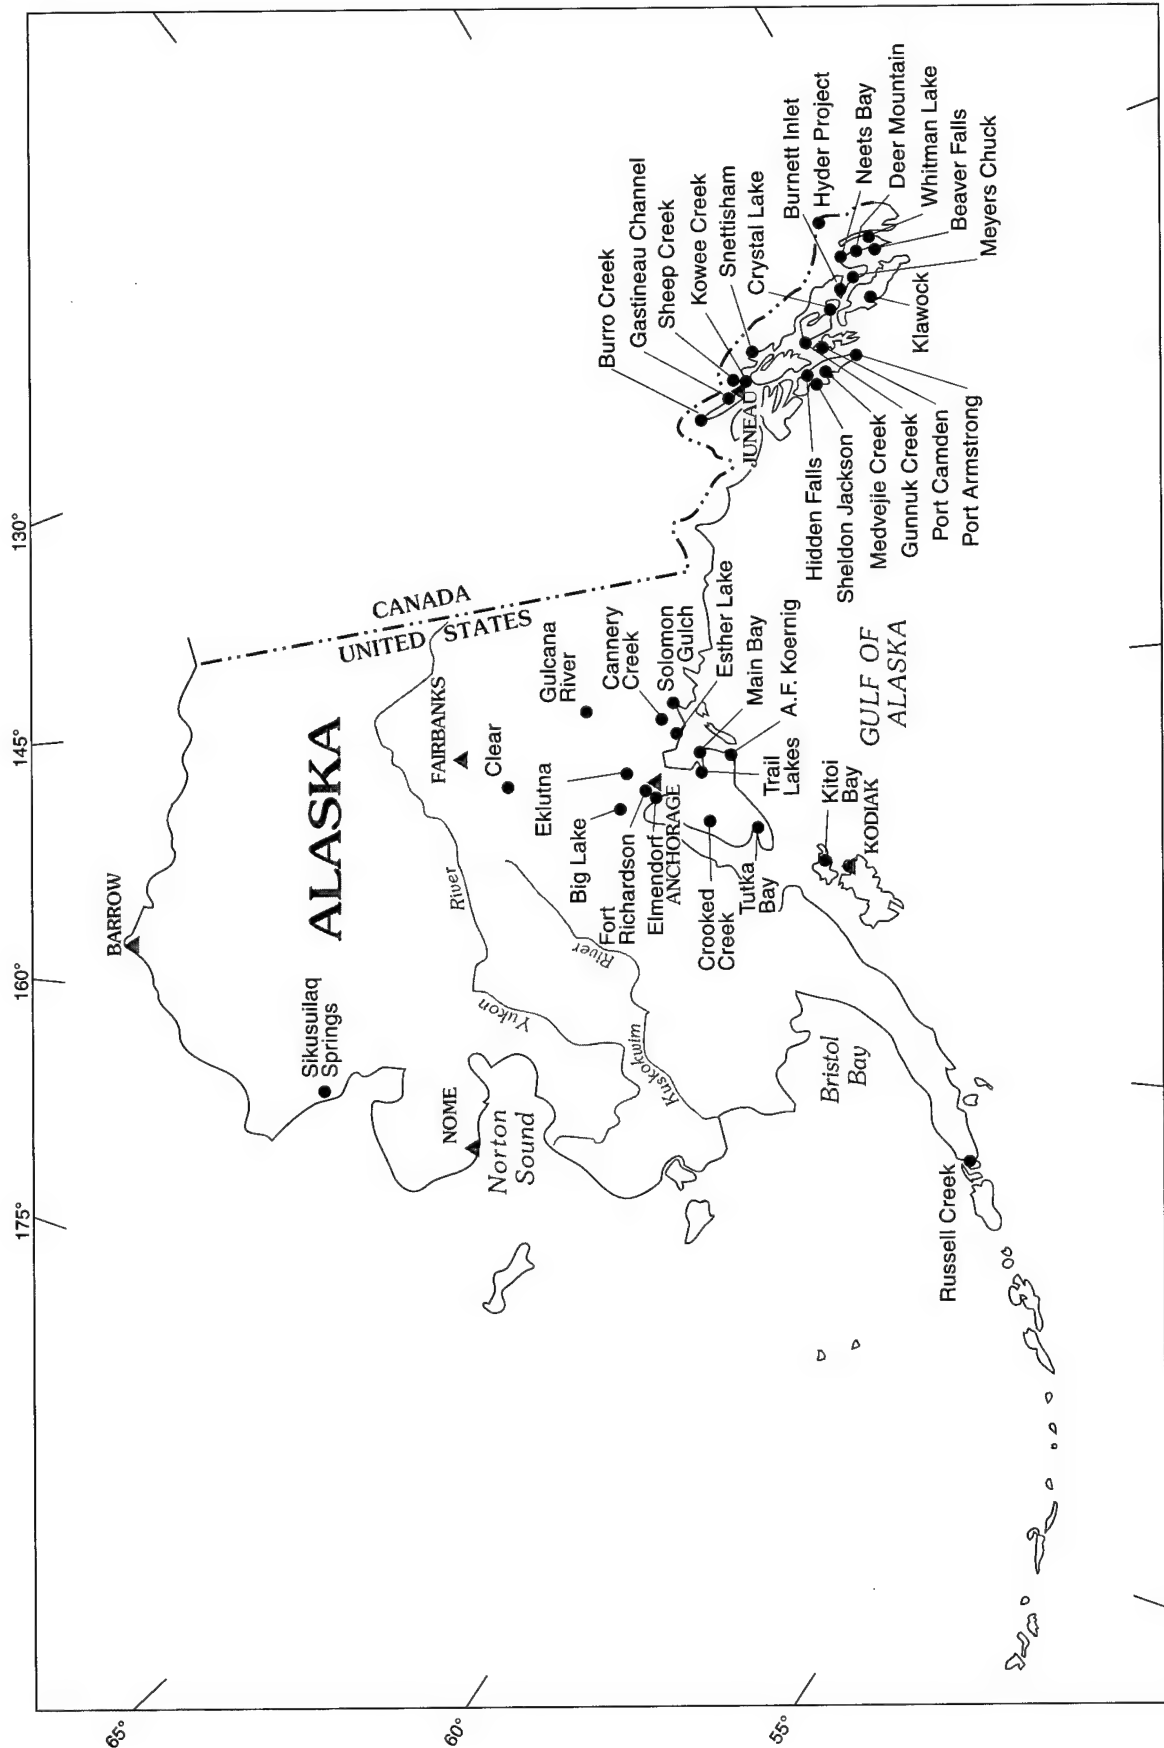 175°
160°
145°
130°
65°
60°
55°
BARROW
ALASKA
Sikusuilaq
Springs
NOME
Norton
Sound
Yukon
River
Kuskokwim
River
FAIRBANKS
Clear
CANADA
UNITED STATES
Gulcana
River
Eklutna
Big Lake
Fort
Richardson
Elmendorf
ANCHORAGE
Crooked
Creek
Tutka
Bay
Cannery
Creek
Solomon
Gulch
Esther Lake
Main Bay
A.F. Koernig
Trail
Lakes
Kitoi
Bay
KODIAK
GULF OF
ALASKA
Bristol
Bay
Russell Creek
Burro Creek
Gastineau Channel
Sheep Creek
Kowee Creek
Snettisham
Crystal Lake
Burnett Inlet
Hyder Project
Neets Bay
Deer Mountain
Whitman Lake
Beaver Falls
Meyers Chuck
Klawock
JUNEAU
Hidden Falls
Sheldon Jackson
Medvejie Creek
Gunnuk Creek
Port Camden
Port Armstrong